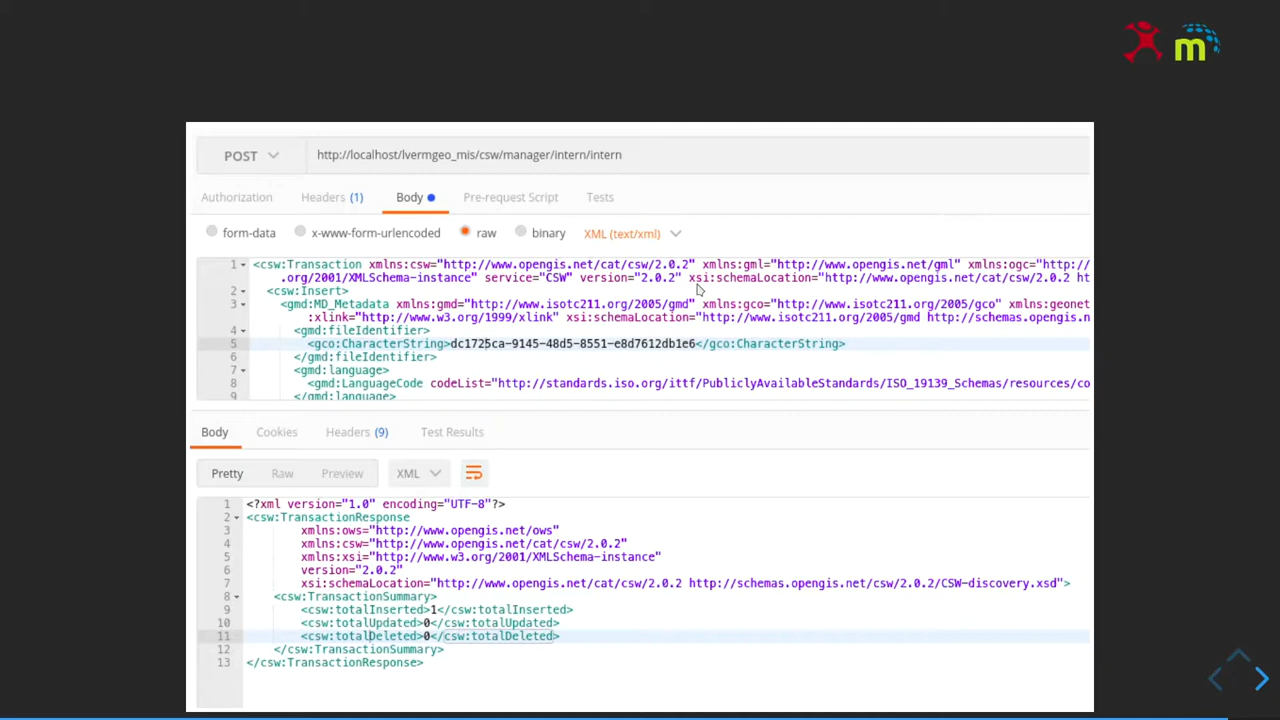 m
POST
http://localhost/lvermgeo_mis/csw/manager/intern/intern
Authorization Headers (1) Body Pre-request Script Tests
form-data x-www-form-urlencoded raw binary XML (text/xml)
1 <csw:Transaction xmlns:csw="http://www.opengis.net/cat/csw/2.0.2" xmlns:gml="http://www.opengis.net/gml" xmlns:ogc="http://
.org/2001/XMLSchema-instance" service="CSW" version="2.0.2" xsi:schemaLocation="http://www.opengis.net/cat/csw/2.0.2 ht
2 <csw:Insert>
3 <gmd:MD_Metadata xmlns:gmd="http://www.isotc211.org/2005/gmd" xmlns:gco="http://www.isotc211.org/2005/gco" xmlns:geonet
:xlink="http://www.w3.org/1999/xlink" xsi:schemaLocation="http://www.isotc211.org/2005/gmd http://schemas.opengis.n
4 <gmd:fileIdentifier>
5 <gco:CharacterString>dc1725ca-9145-48d5-8551-e8d7612db1e6</gco:CharacterString>
6 </gmd:fileIdentifier>
7 <gmd:language>
8 <gmd:LanguageCode codeList="http://standards.iso.org/ittf/PubliclyAvailableStandards/ISO_19139_Schemas/resources/co
9 </gmd:language>
Body Cookies Headers (9) Test Results
Pretty Raw Preview XML
1 <?xml version="1.0" encoding="UTF-8"?>
2 <csw:TransactionResponse
3 xmlns:ows="http://www.opengis.net/ows"
4 xmlns:csw="http://www.opengis.net/cat/csw/2.0.2"
5 xmlns:xsi="http://www.w3.org/2001/XMLSchema-instance"
6 version="2.0.2"
7 xsi:schemaLocation="http://www.opengis.net/cat/csw/2.0.2 http://schemas.opengis.net/csw/2.0.2/CSW-discovery.xsd">
8 <csw:TransactionSummary>
9 <csw:totalInserted>1</csw:totalInserted>
10 <csw:totalUpdated>0</csw:totalUpdated>
11 <csw:totalDeleted>0</csw:totalDeleted>
12 </csw:TransactionSummary>
13 </csw:TransactionResponse>